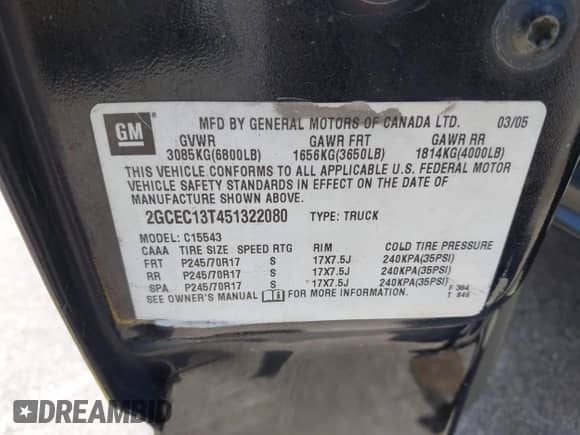 GM
MFD BY GENERAL MOTORS OF CANADA LTD. 03/05
GVWR GAWR FRT GAWR RR
3085KG(6800LB) 1656KG(3650LB) 1814KG(4000LB)
THIS VEHICLE CONFORMS TO ALL APPLICABLE U.S. FEDERAL MOTOR
VEHICLE SAFETY STANDARDS IN EFFECT ON THE DATE OF
MANUFACTURE SHOWN ABOVE.
2GCEC13T451322080 TYPE: TRUCK
MODEL: C15543
CAAA TIRE SIZE SPEED RTG RIM COLD TIRE PRESSURE
FRT P245/70R17 S 17X7.5J 240KPA(35PSI)
RR P245/70R17 S 17X7.5J 240KPA(35PSI)
SPA P245/70R17 S 17X7.5J 240KPA(35PSI)
SEE OWNER'S MANUAL FOR MORE INFORMATION.
F 304
T 846
DREAMBID